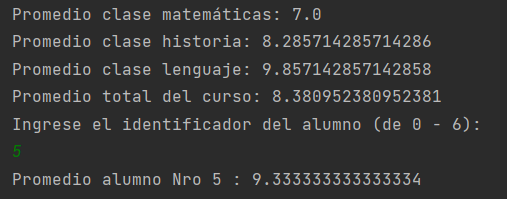 Promedio clase matemáticas: 7.0
Promedio clase historia: 8.285714285714286
Promedio clase lenguaje: 9.857142857142858
Promedio total del curso: 8.380952380952381
Ingrese el identificador del alumno (de 0 - 6):
5
Promedio alumno Nro 5 : 9.333333333333334